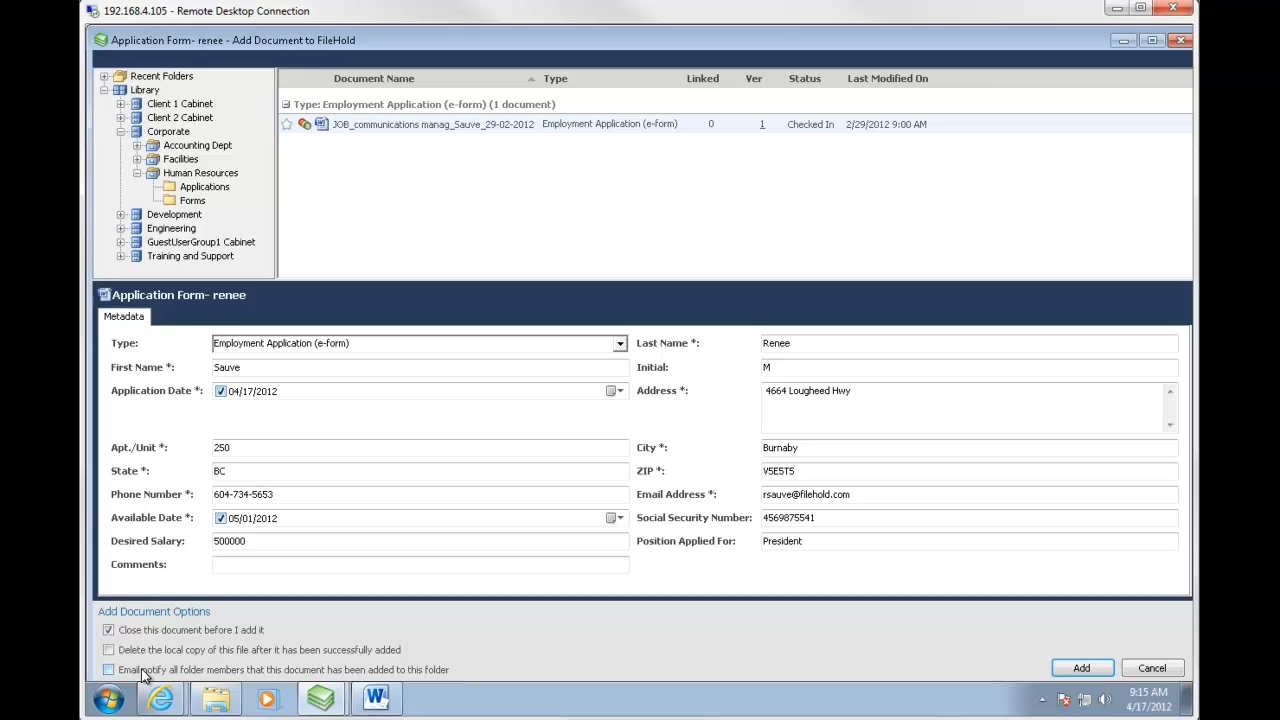 192.168.4.105 - Remote Desktop Connection
Application Form- renee - Add Document to FileHold
Recent Folders
Library
Client 1 Cabinet
Client 2 Cabinet
Corporate
Accounting Dept
Facilities
Human Resources
Applications
Forms
Development
Engineering
GuestUserGroup1 Cabinet
Training and Support
Document Name Type Linked Ver Status Last Modified On
Type: Employment Application (e-form) (1 document)
JOB_communications manag_Sauve_29-02-2012 Employment Application (e-form) 0 1 Checked In 2/29/2012 9:00 AM
Application Form- renee
Metadata
Type: Employment Application (e-form) Last Name *: Renee
First Name *: Sauve Initial: M
Application Date *: 04/17/2012 Address *: 4664 Lougheed Hwy
Apt./Unit *: 250 City *: Burnaby
State *: BC ZIP *: V5E5T5
Phone Number *: 604-734-5653 Email Address *: rsauve@filehold.com
Available Date *: 05/01/2012 Social Security Number: 4569875541
Desired Salary: 500000 Position Applied For: President
Comments:
Add Document Options
Close this document before I add it
Delete the local copy of this file after it has been successfully added
Email notify all folder members that this document has been added to this folder
Add Cancel
9:15 AM
4/17/2012